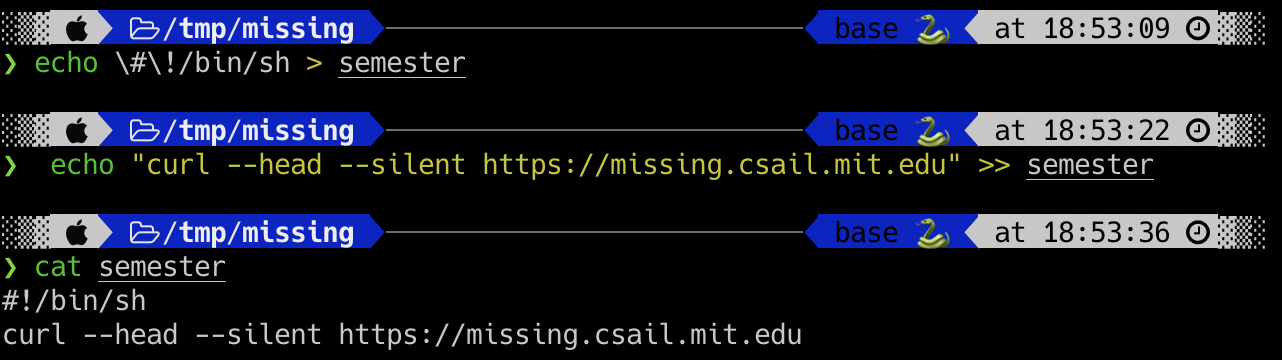 /tmp/missing base at 18:53:09
❯ echo \#\!/bin/sh > semester
/tmp/missing base at 18:53:22
❯ echo "curl --head --silent https://missing.csail.mit.edu" >> semester
/tmp/missing base at 18:53:36
❯ cat semester
#!/bin/sh
curl --head --silent https://missing.csail.mit.edu